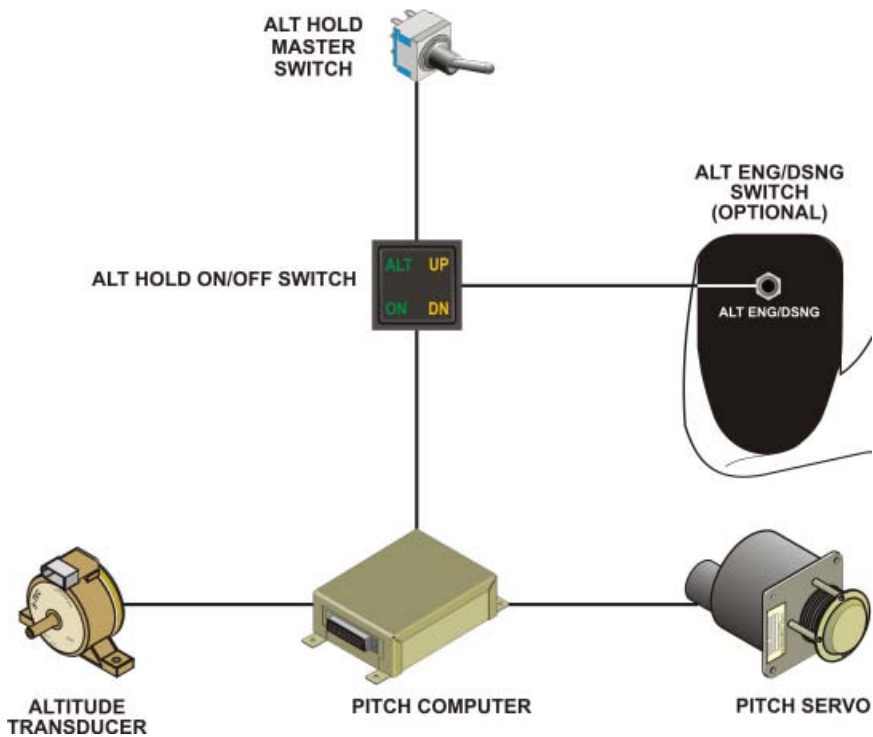 ALT HOLD
MASTER
SWITCH
ALT ENG/DSNG
SWITCH
(OPTIONAL)
ALT HOLD ON/OFF SWITCH
ALT UP
ON DN
ALT ENG/DSNG
ALTITUDE
TRANSDUCER
PITCH COMPUTER
PITCH SERVO